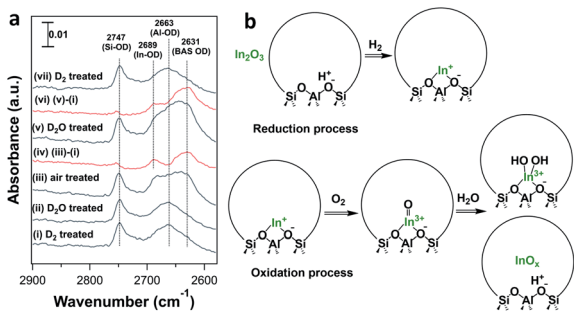 a
0.01
2747
(Si-OD)
2689
(In-OD)
2663
(Al-OD)
2631
(BAS OD)
(vii) D₂ treated
(vi) (v)-(i)
(v) D₂O treated
(iv) (iii)-(i)
(iii) air treated
(ii) D₂O treated
(i) D₂ treated
Absorbance (a.u.)
2900 2800 2700 2600
Wavenumber (cm⁻¹)
b
In₂O₃
H⁺
O O⁻
Si Al Si
H₂
In⁺
O O⁻
Si Al Si
Reduction process
In⁺
O O⁻
Si Al Si
O₂
O
In³⁺
O O⁻
Si Al Si
H₂O
HO OH
In³⁺
O O⁻
Si Al Si
InOₓ
H⁺
O O⁻
Si Al Si
Oxidation process